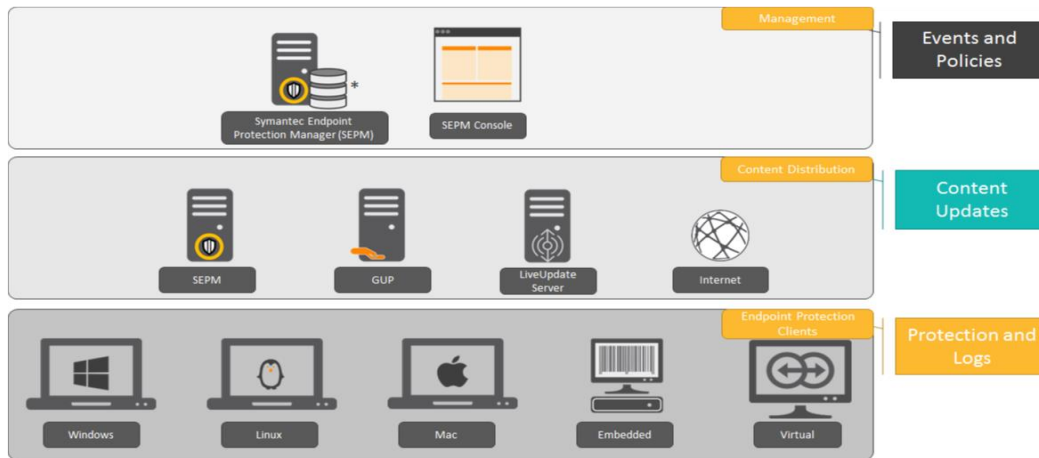 Management
Events and
Policies
*
Symantec Endpoint
Protection Manager (SEPM)
SEPM Console
Content Distribution
Content
Updates
SEPM
GUP
LiveUpdate
Server
Internet
Endpoint Protection
Clients
Protection and
Logs
Windows
Linux
Mac
Embedded
Virtual